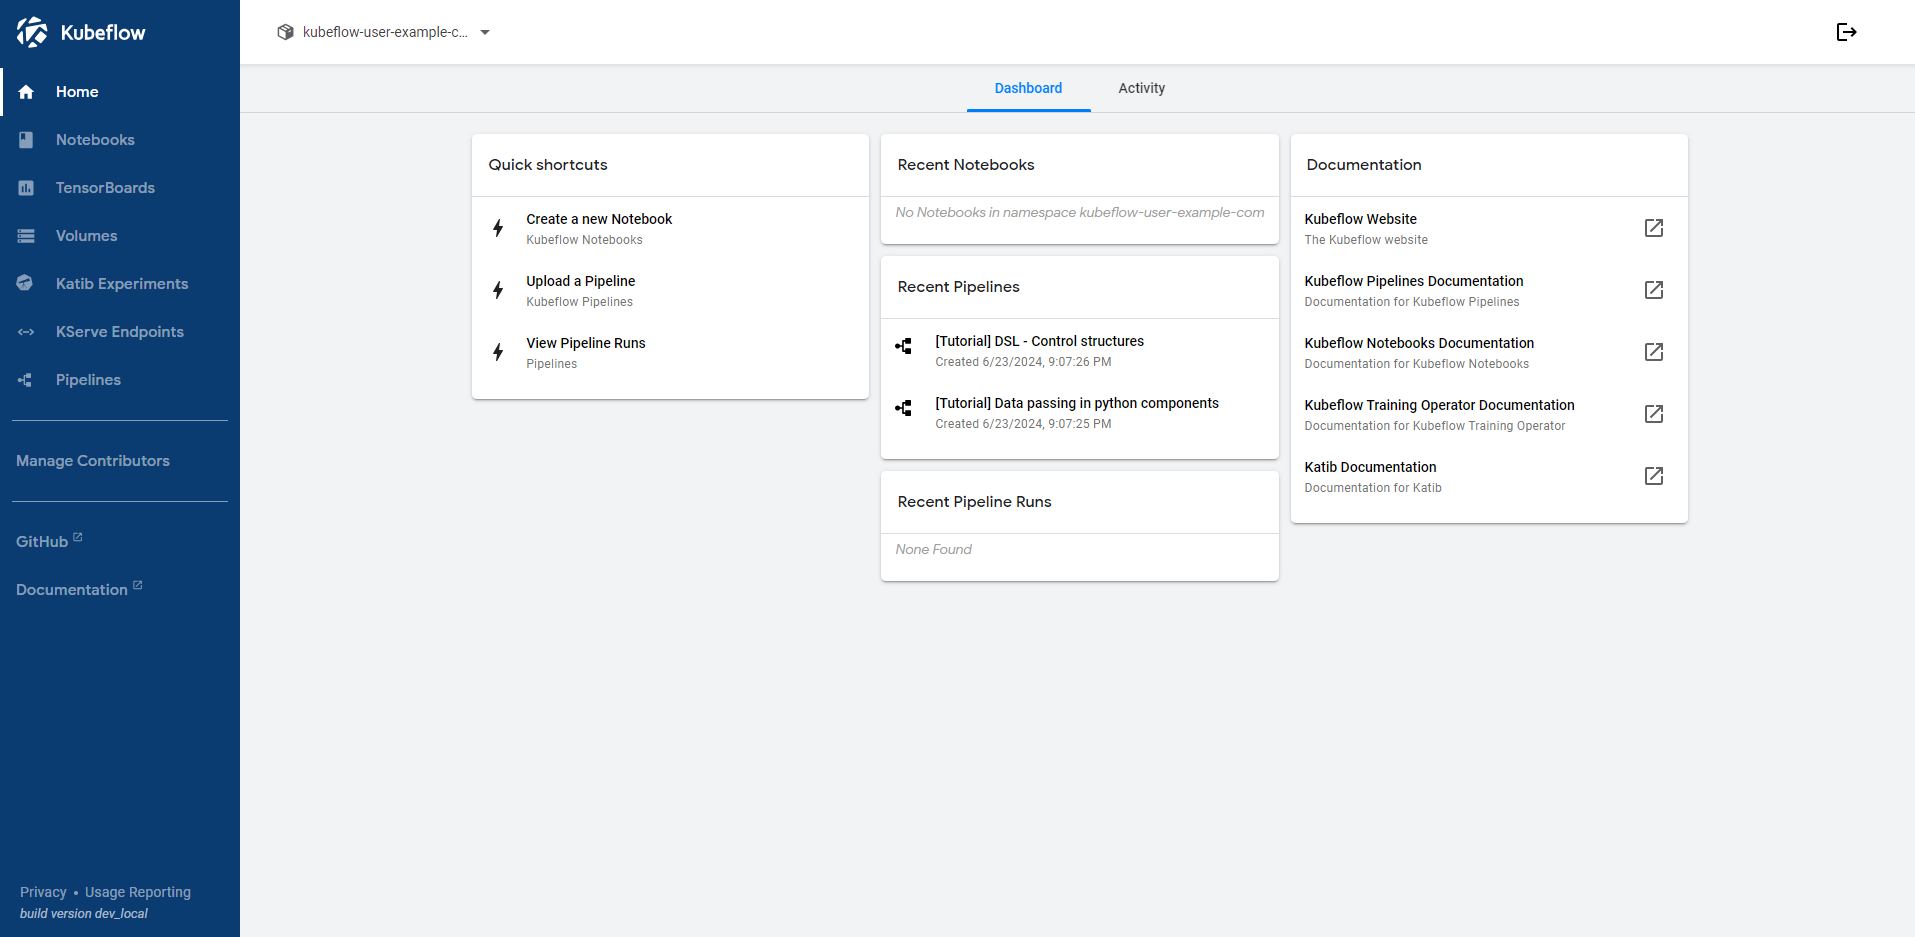 Kubeflow
Home
Notebooks
TensorBoards
Volumes
Katib Experiments
KServe Endpoints
Pipelines
Manage Contributors
GitHub
Documentation
Privacy • Usage Reporting
build version dev_local
kubeflow-user-example-c...
Dashboard
Activity
Quick shortcuts
Create a new Notebook
Kubeflow Notebooks
Upload a Pipeline
Kubeflow Pipelines
View Pipeline Runs
Pipelines
Recent Notebooks
No Notebooks in namespace kubeflow-user-example-com
Recent Pipelines
[Tutorial] DSL - Control structures
Created 6/23/2024, 9:07:26 PM
[Tutorial] Data passing in python components
Created 6/23/2024, 9:07:25 PM
Recent Pipeline Runs
None Found
Documentation
Kubeflow Website
The Kubeflow website
Kubeflow Pipelines Documentation
Documentation for Kubeflow Pipelines
Kubeflow Notebooks Documentation
Documentation for Kubeflow Notebooks
Kubeflow Training Operator Documentation
Documentation for Kubeflow Training Operator
Katib Documentation
Documentation for Katib